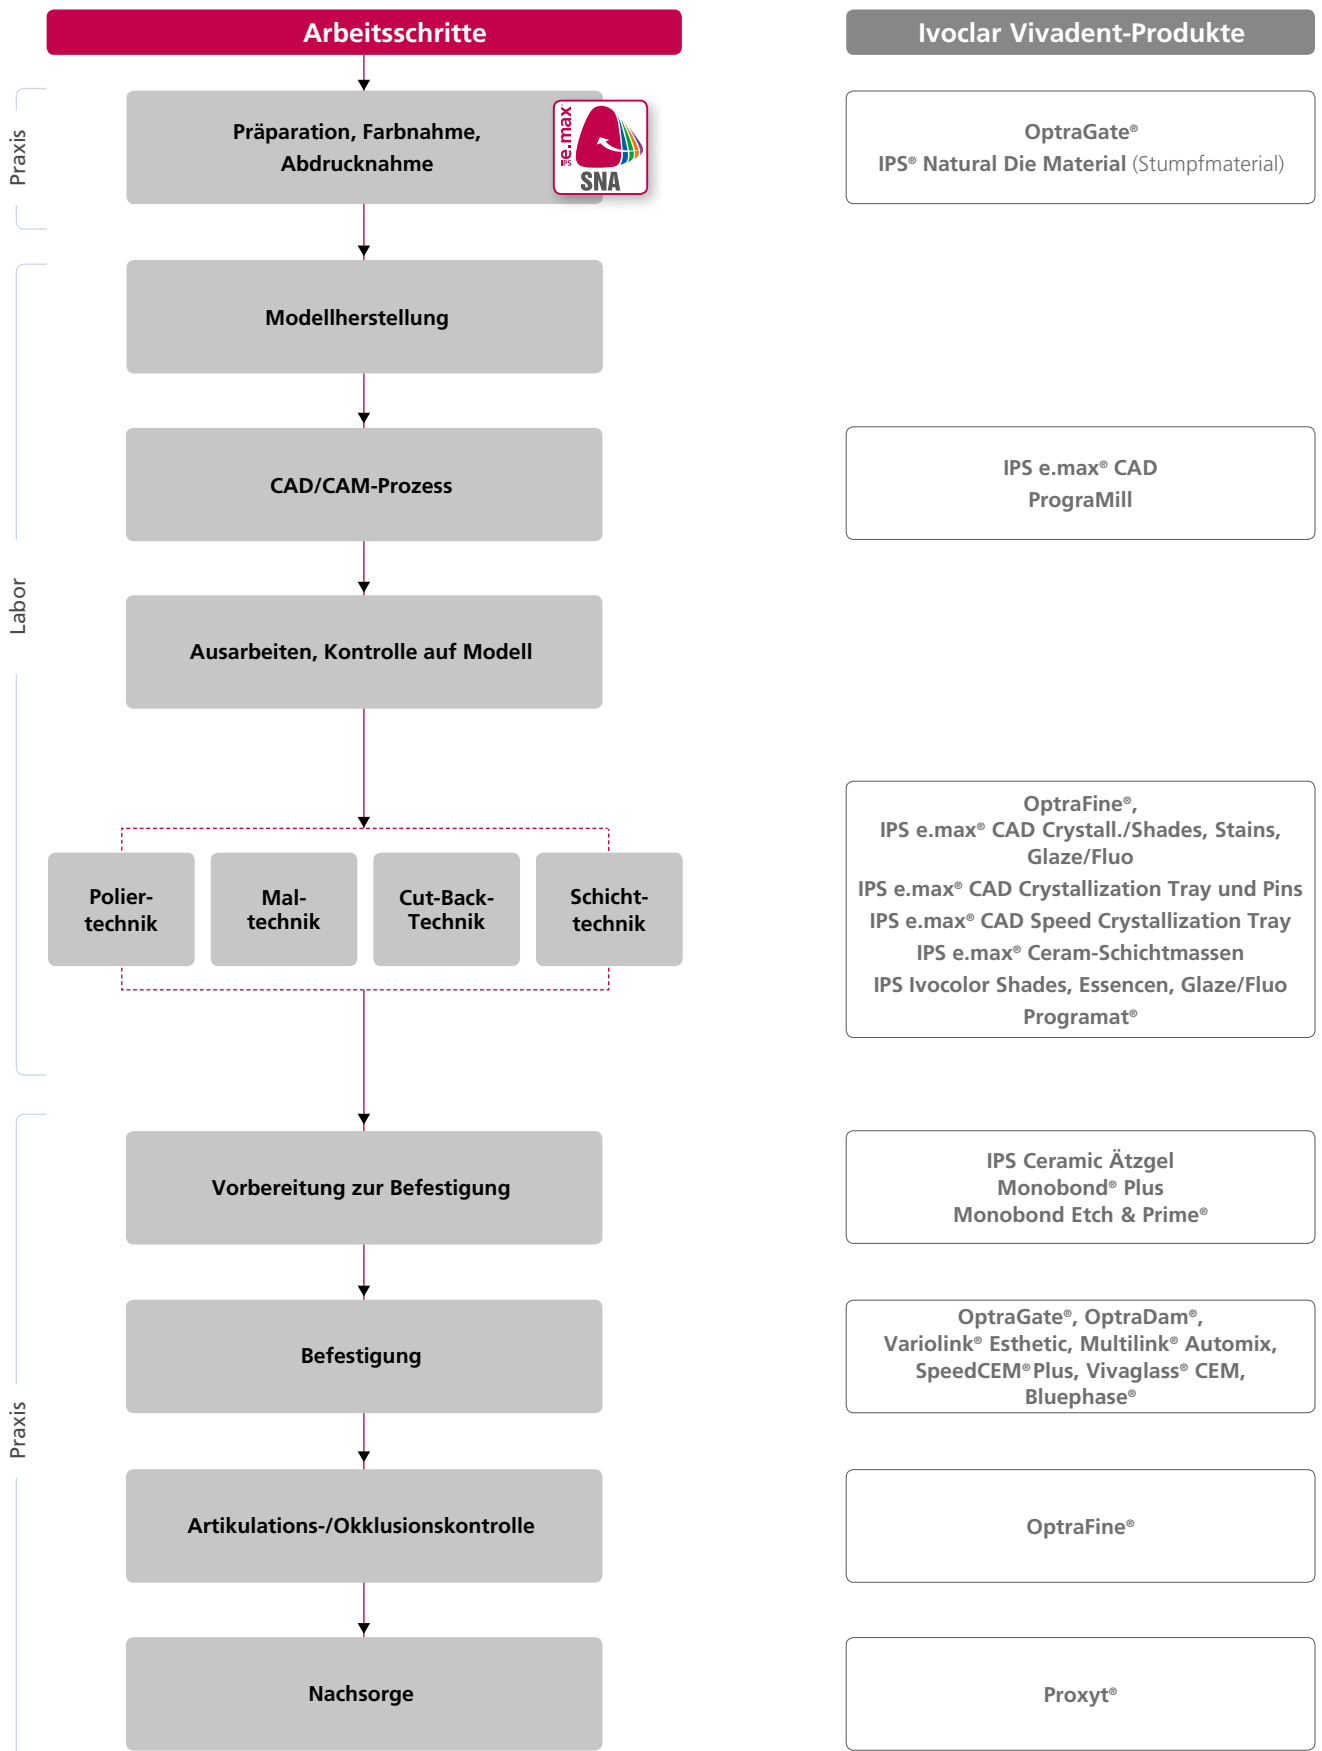 Arbeitsschritte
Ivoclar Vivadent-Produkte
Praxis
Präparation, Farbnahme,
Abdrucknahme
IPS e.max®
SNA
OptraGate®
IPS® Natural Die Material (Stumpfmaterial)
Labor
Modellherstellung
CAD/CAM-Prozess
IPS e.max® CAD
PrograMill
Ausarbeiten, Kontrolle auf Modell
Polier-
technik
Mal-
technik
Cut-Back-
Technik
Schicht-
technik
OptraFine®,
IPS e.max® CAD Crystall./Shades, Stains,
Glaze/Fluo
IPS e.max® CAD Crystallization Tray und Pins
IPS e.max® CAD Speed Crystallization Tray
IPS e.max® Ceram-Schichtmassen
IPS Ivocolor Shades, Essencen, Glaze/Fluo
Programat®
Praxis
Vorbereitung zur Befestigung
IPS Ceramic Ätzgel
Monobond® Plus
Monobond Etch & Prime®
Befestigung
OptraGate®, OptraDam®,
Variolink® Esthetic, Multilink® Automix,
SpeedCEM® Plus, Vivaglass® CEM,
Bluephase®
Artikulations-/Okklusionskontrolle
OptraFine®
Nachsorge
Proxyt®